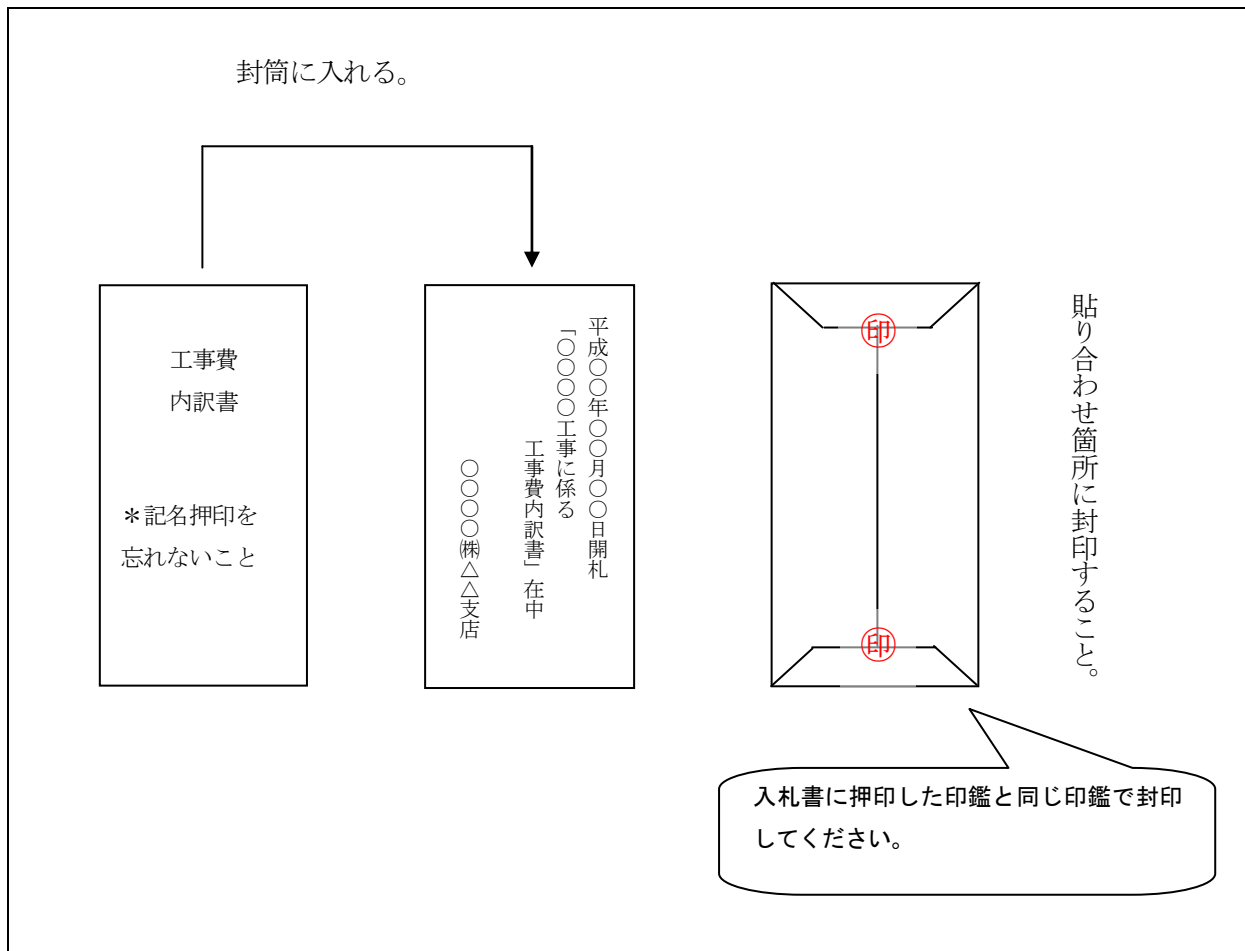 封筒に入れる。
工事費
内訳書
＊記名押印を
忘れないこと
平成〇〇年〇〇月〇〇日開札
「〇〇〇〇工事に係る
工事費内訳書」在中
〇〇〇〇㈱△△支店
印
印
貼り合わせ箇所に封印すること。
入札書に押印した印鑑と同じ印鑑で封印
してください。